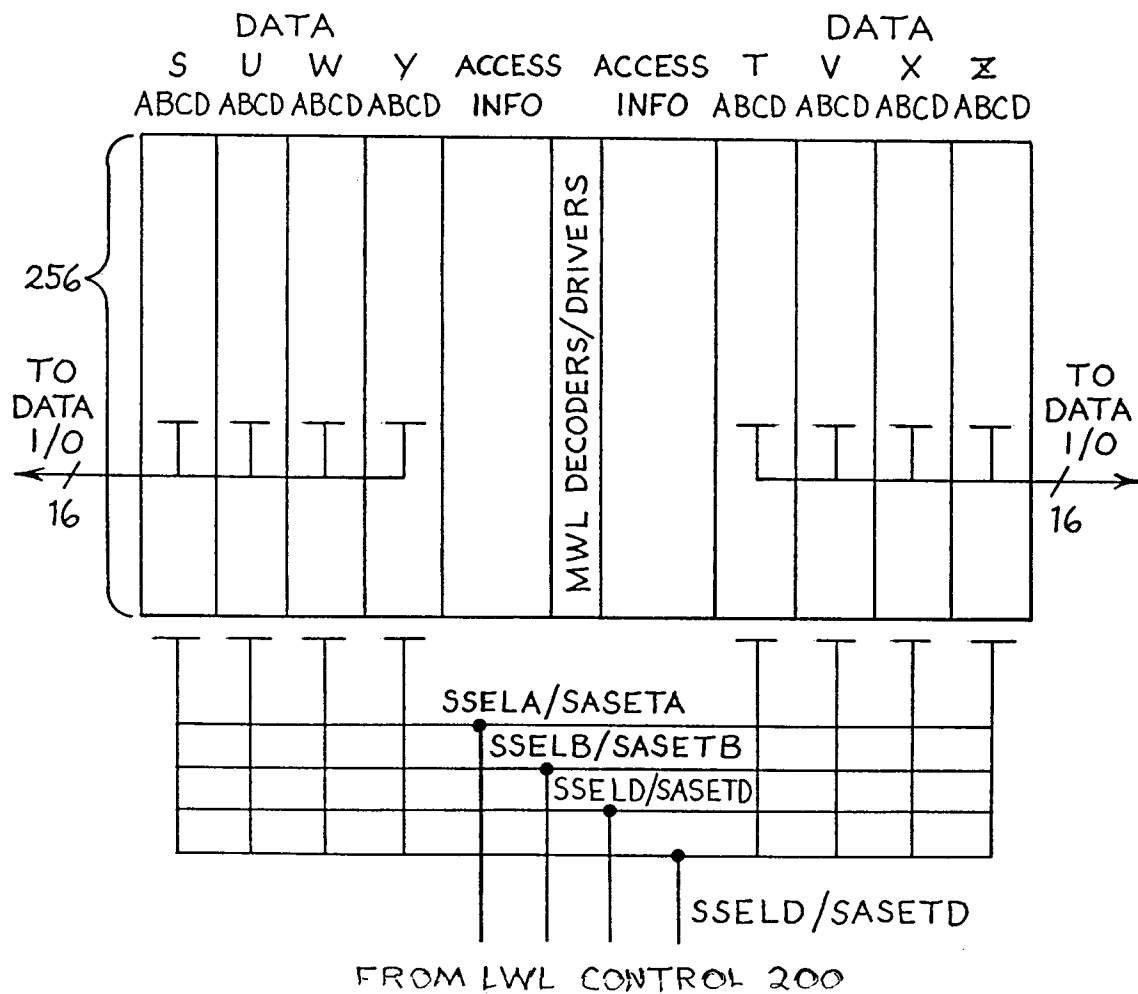 DATA DATA
S U W Y ACCESS ACCESS T V X Z
ABCD ABCD ABCD ABCD INFO INFO ABCD ABCD ABCD ABCD
MWL DECODERS/DRIVERS
256
TO
DATA
I/O
16
TO
DATA
I/O
16
SSELA/SASETA
SSELB/SASETB
SSELD/SASETD
SSELD/SASETD
FROM LWL CONTROL 200